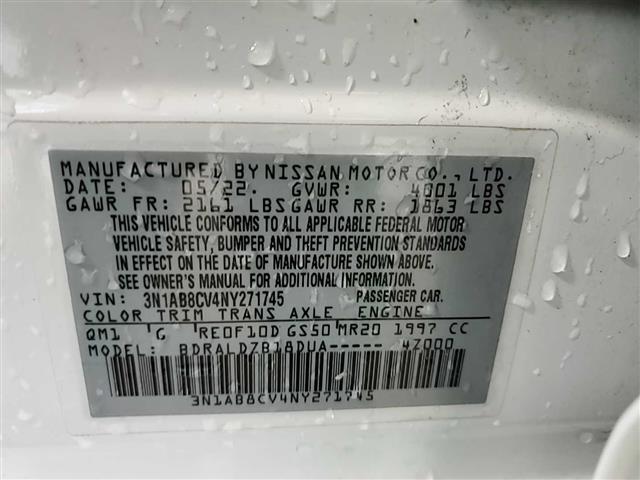 MANUFACTURED BY NISSAN MOTOR CO., LTD.
DATE: 05/22. GVWR: 4001 LBS
GAWR FR: 2161 LBS GAWR RR: 1863 LBS
THIS VEHICLE CONFORMS TO ALL APPLICABLE FEDERAL MOTOR
VEHICLE SAFETY, BUMPER AND THEFT PREVENTION STANDARDS
IN EFFECT ON THE DATE OF MANUFACTURE SHOWN ABOVE.
SEE OWNER'S MANUAL FOR ADDITIONAL INFORMATION.
VIN: 3N1AB8CV4NY271745 PASSENGER CAR.
COLOR TRIM TRANS AXLE ENGINE
QM1 G RE0F10D GS50 MR20 1997 CC
MODEL: BDRALDZB18DUA----- 4Z000
3N1AB8CV4NY271745